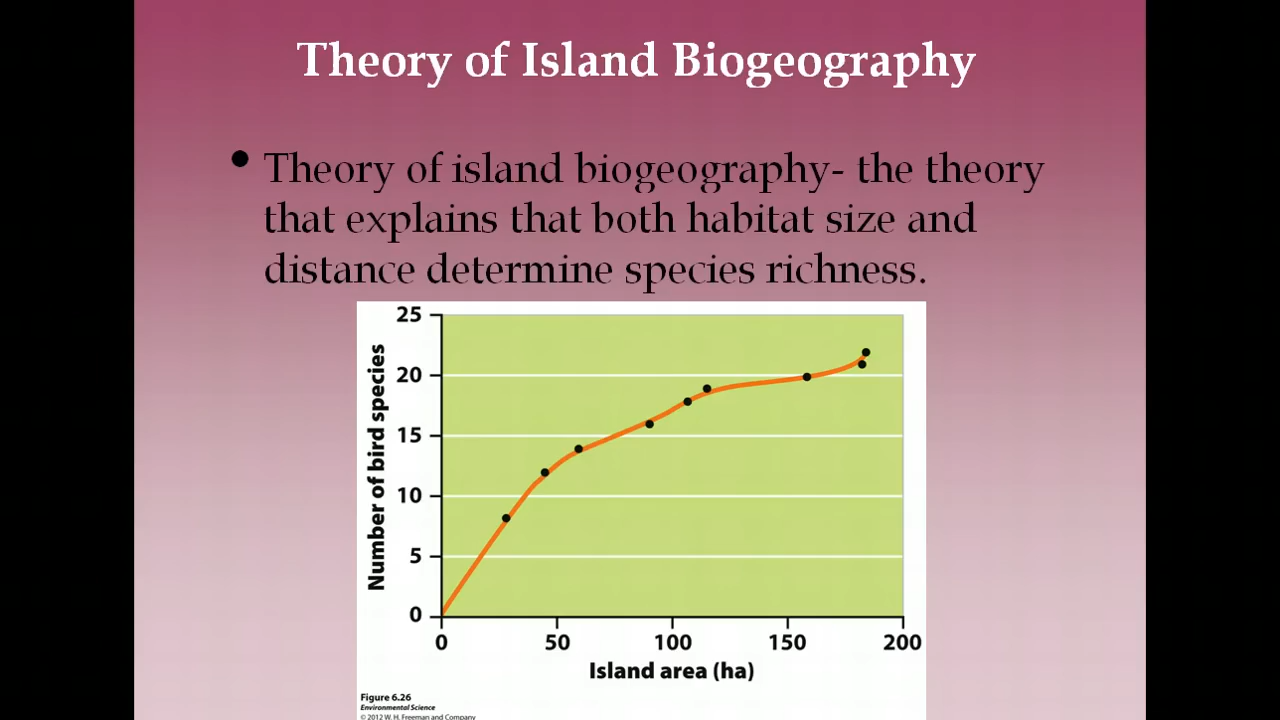 Theory of Island Biogeography
• Theory of island biogeography- the theory
that explains that both habitat size and
distance determine species richness.
25
20
15
10
5
0
Number of bird species
0 50 100 150 200
Island area (ha)
Figure 6.26
Environmental Science
© 2012 W. H. Freeman and Company